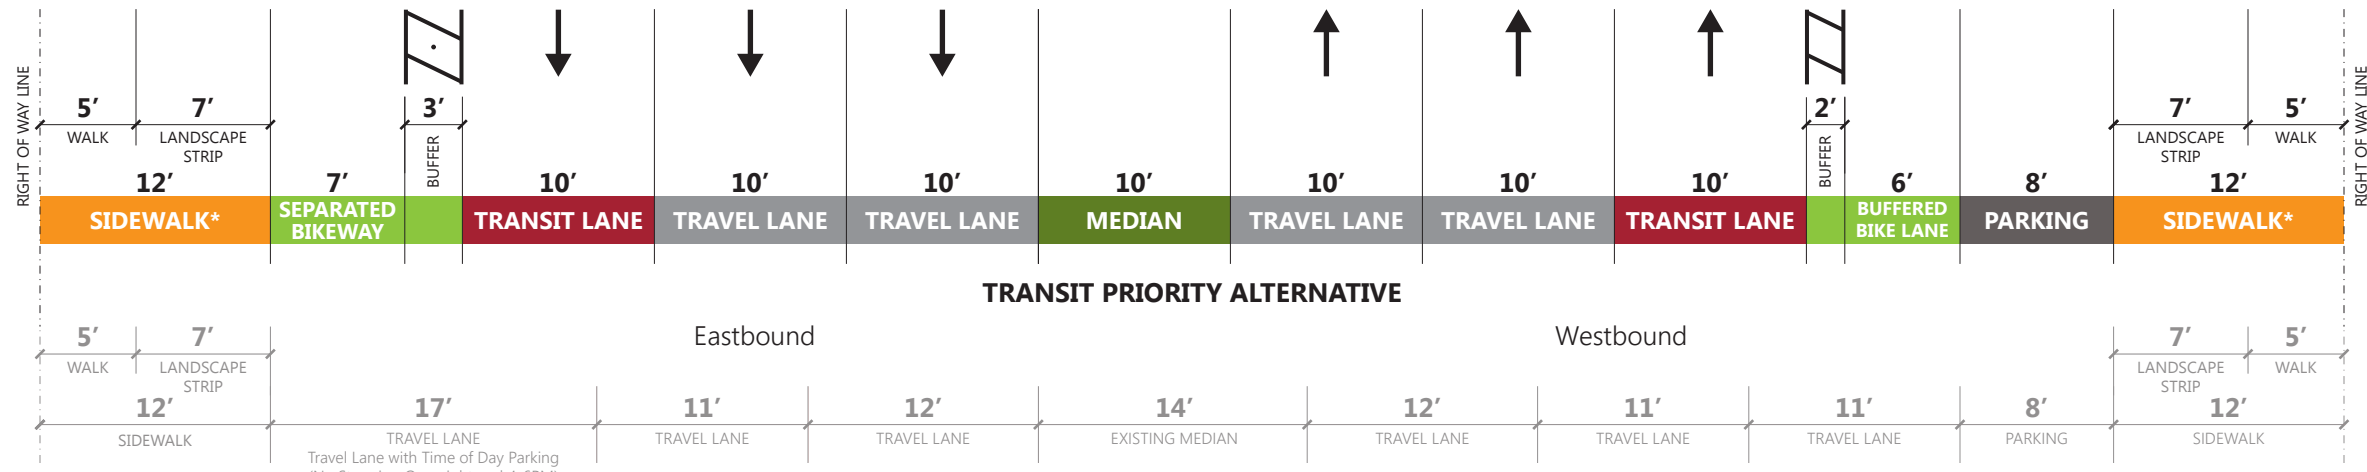 RIGHT OF WAY LINE
5’ 7’ 3’ 2’ 7’ 5’
WALK LANDSCAPE STRIP BUFFER BUFFER LANDSCAPE STRIP WALK
RIGHT OF WAY LINE
12’ 7’ 10’ 10’ 10’ 10’ 10’ 10’ 10’ 6’ 8’ 12’
SIDEWALK* SEPARATED BIKEWAY TRANSIT LANE TRAVEL LANE TRAVEL LANE MEDIAN TRAVEL LANE TRAVEL LANE TRANSIT LANE BUFFERED BIKE LANE PARKING SIDEWALK*
TRANSIT PRIORITY ALTERNATIVE
Eastbound Westbound
5’ 7’ 7’ 5’
WALK LANDSCAPE STRIP LANDSCAPE STRIP WALK
12’ 17’ 11’ 12’ 14’ 12’ 11’ 11’ 8’ 12’
SIDEWALK TRAVEL LANE TRAVEL LANE TRAVEL LANE EXISTING MEDIAN TRAVEL LANE TRAVEL LANE TRAVEL LANE PARKING SIDEWALK
Travel Lane with Time of Day Parking